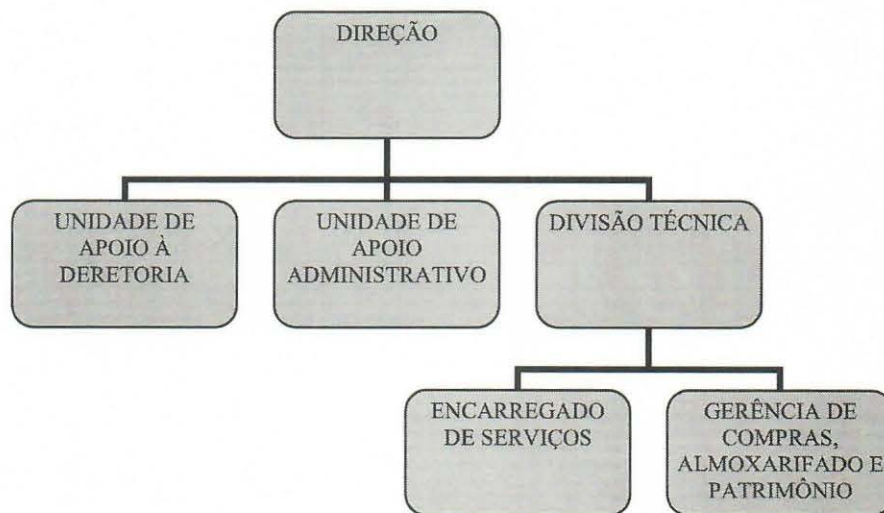 DIREÇÃO
UNIDADE DE
APOIO À
DERETORIA
UNIDADE DE
APOIO
ADMINISTRATIVO
DIVISÃO TÉCNICA
ENCARREGADO
DE SERVIÇOS
GERÊNCIA DE
COMPRAS,
ALMOXARIFADO E
PATRIMÔNIO